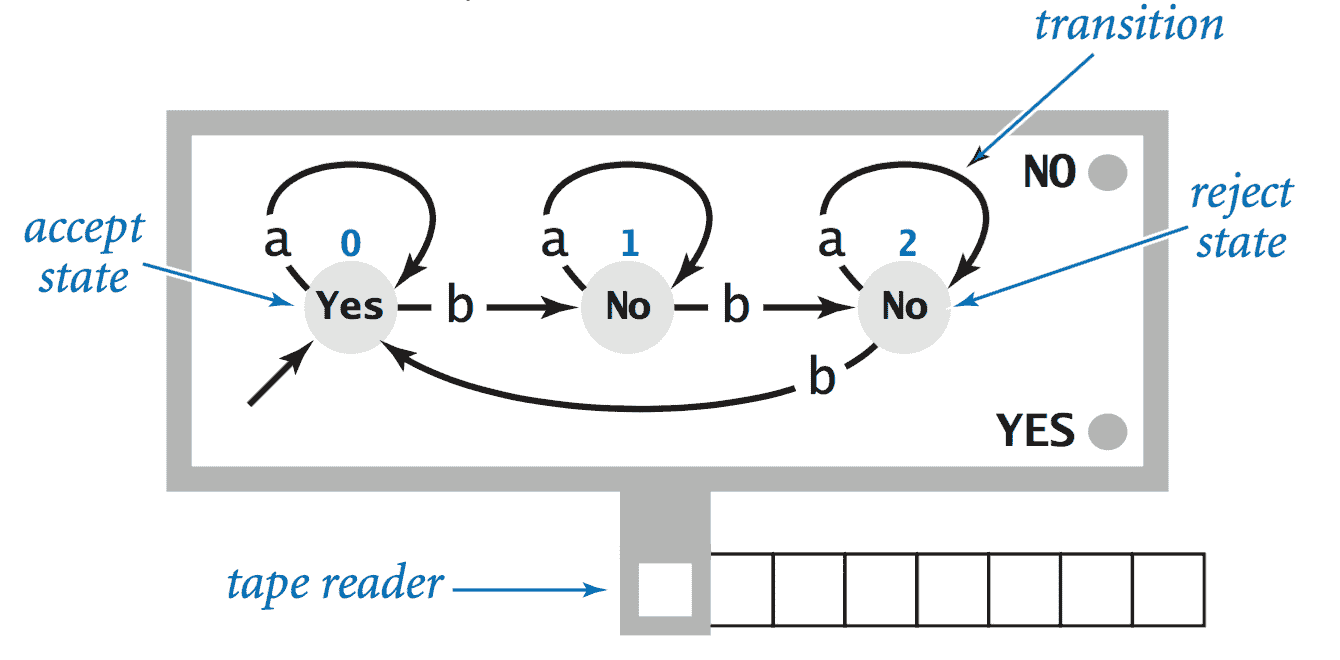 transition
NO
reject
state
accept
state
a 0 a 1 a 2
Yes b No b No
b
YES
tape reader